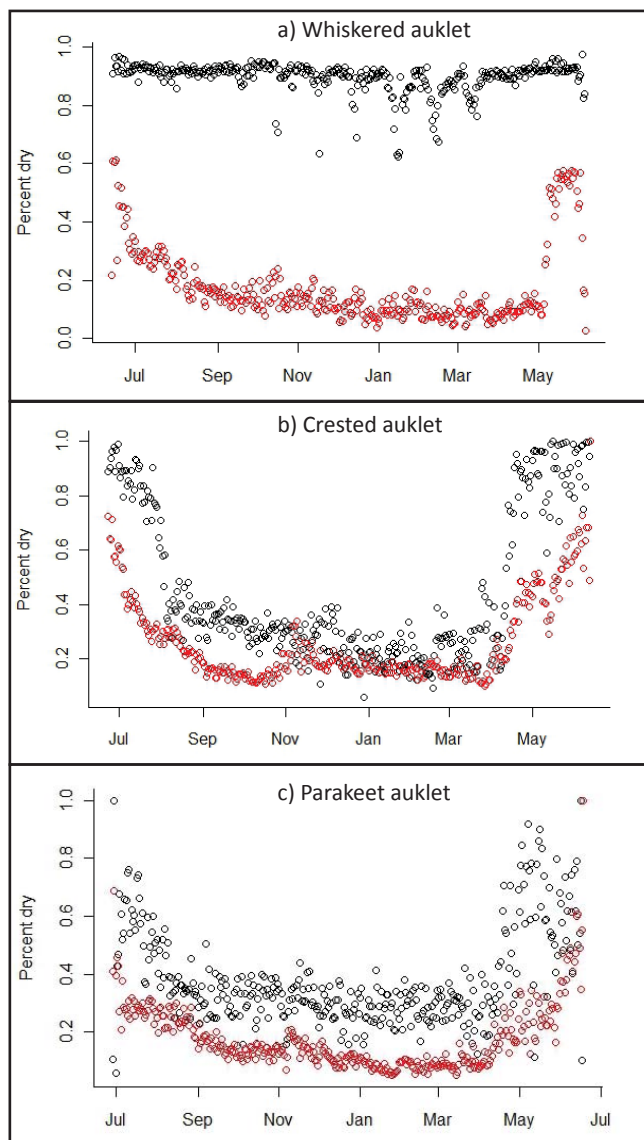 a) Whiskered auklet
Percent dry
0.0 0.2 0.4 0.6 0.8 1.0
Jul Sep Nov Jan Mar May
b) Crested auklet
Percent dry
0.2 0.4 0.6 0.8 1.0
Jul Sep Nov Jan Mar May
c) Parakeet auklet
Percent dry
0.2 0.4 0.6 0.8 1.0
Jul Sep Nov Jan Mar May Jul